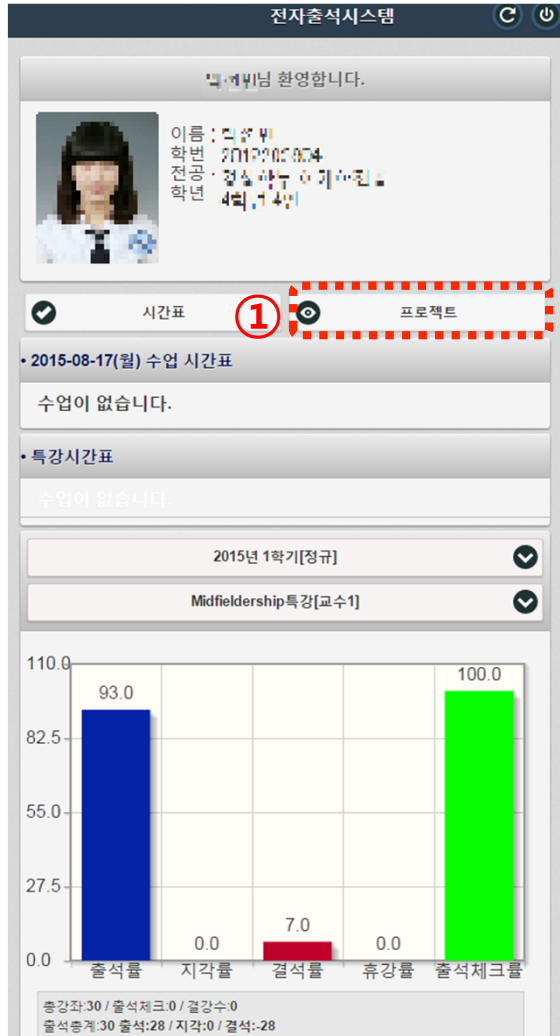 전자출석시스템
님 환영합니다.
이름 :
학번
전공 :
학년
시간표
①
프로젝트
• 2015-08-17(월) 수업 시간표
수업이 없습니다.
• 특강시간표
수업이 없습니다.
2015년 1학기[정규]
Midfieldership특강[교수1]
110.0
100.0
93.0
82.5
55.0
27.5
7.0
0.0
0.0
0.0
출석률 지각률 결석률 휴강률 출석체크율
총강좌:30 / 출석체크:0 / 결강수:0
출석총계:30 출석:28 / 지각:0 / 결석:-28